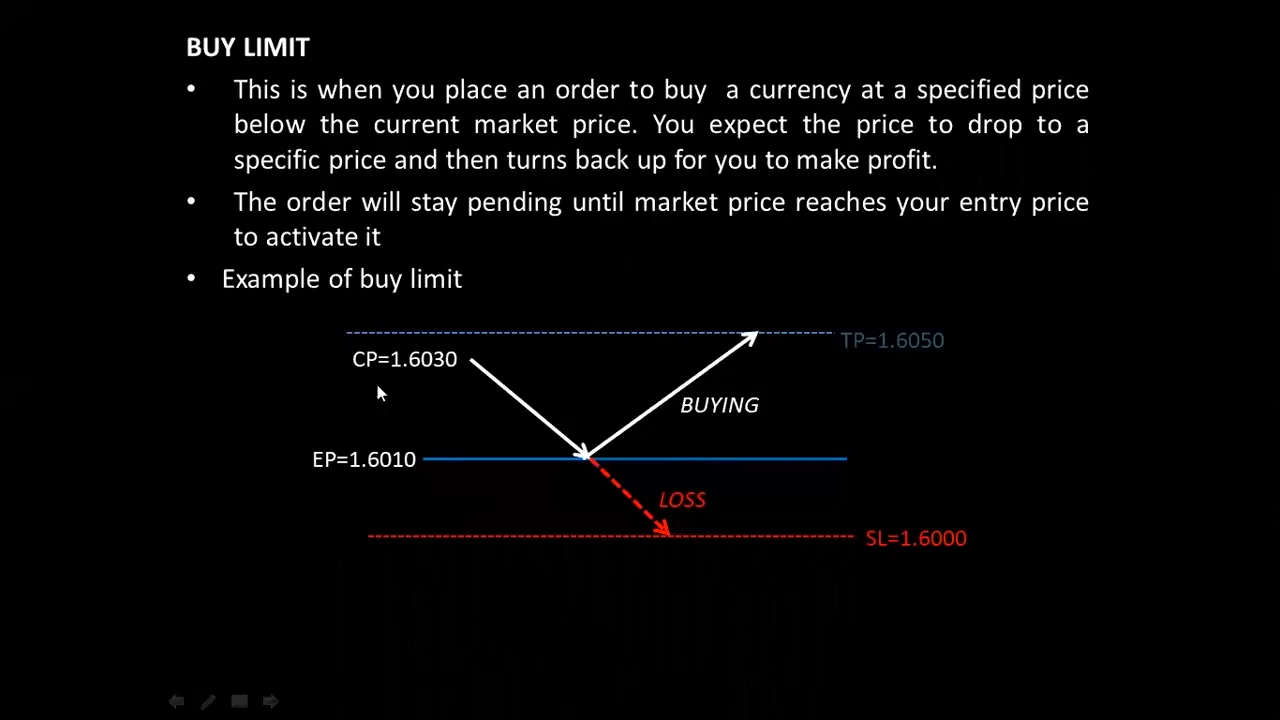 BUY LIMIT
• This is when you place an order to buy a currency at a specified price
below the current market price. You expect the price to drop to a
specific price and then turns back up for you to make profit.
• The order will stay pending until market price reaches your entry price
to activate it
• Example of buy limit
TP=1.6050
CP=1.6030
BUYING
EP=1.6010
LOSS
SL=1.6000